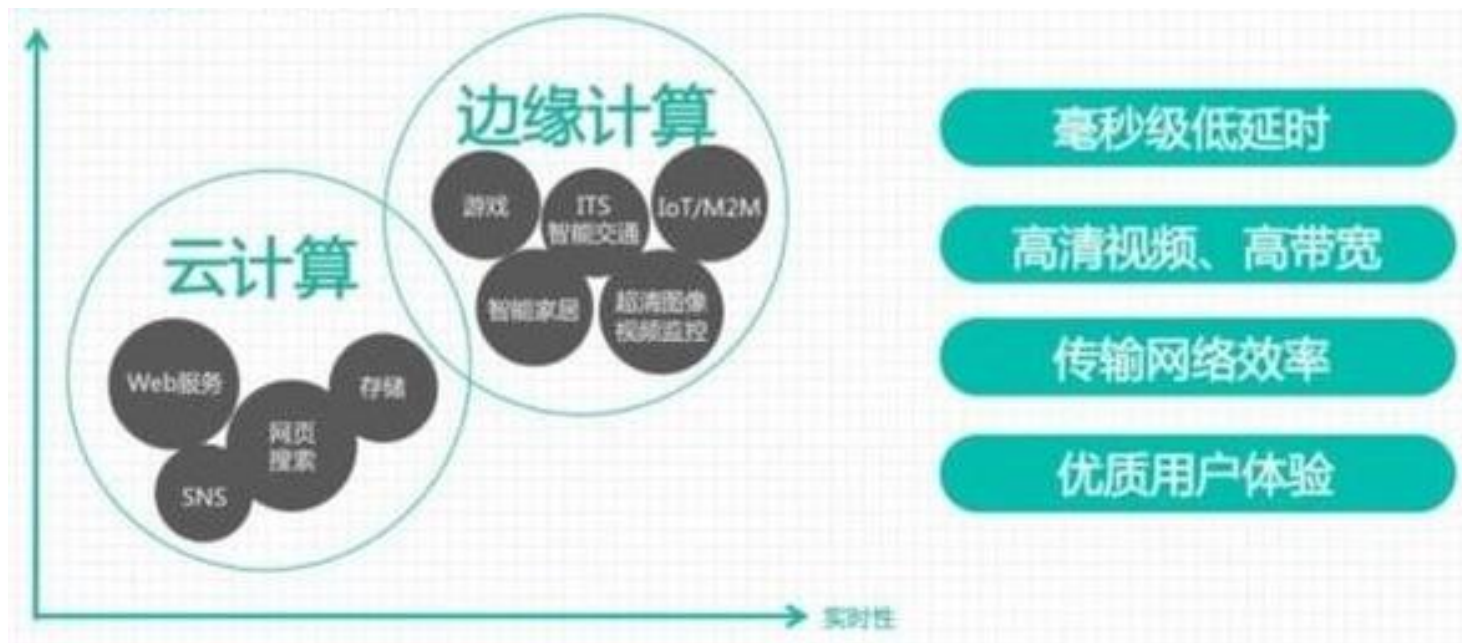 边缘计算
游戏
ITS
智能交通
IoT/M2M
智能家居
超清图像
视频监控
云计算
Web服务
存储
网页
搜索
SNS
实时性
毫秒级低延时
高清视频、高带宽
传输网络效率
优质用户体验